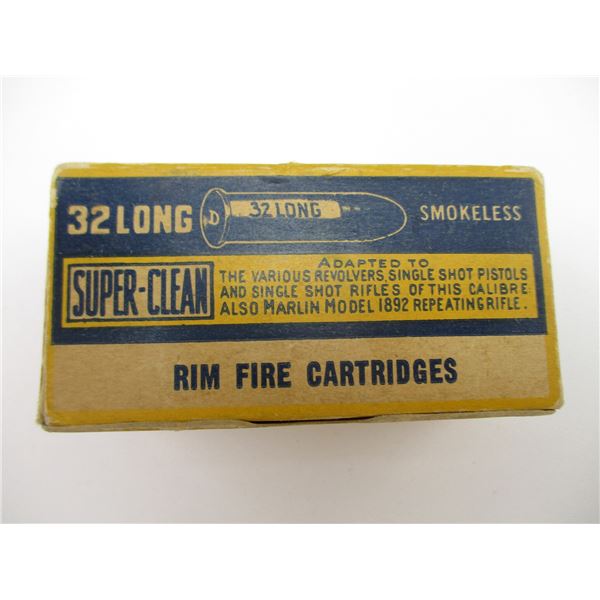 32 LONG
D
32 LONG
SMOKELESS
SUPER-CLEAN
ADAPTED TO
THE VARIOUS REVOLVERS, SINGLE SHOT PISTOLS
AND SINGLE SHOT RIFLES OF THIS CALIBRE
ALSO MARLIN MODEL 1892 REPEATING RIFLE.
RIM FIRE CARTRIDGES